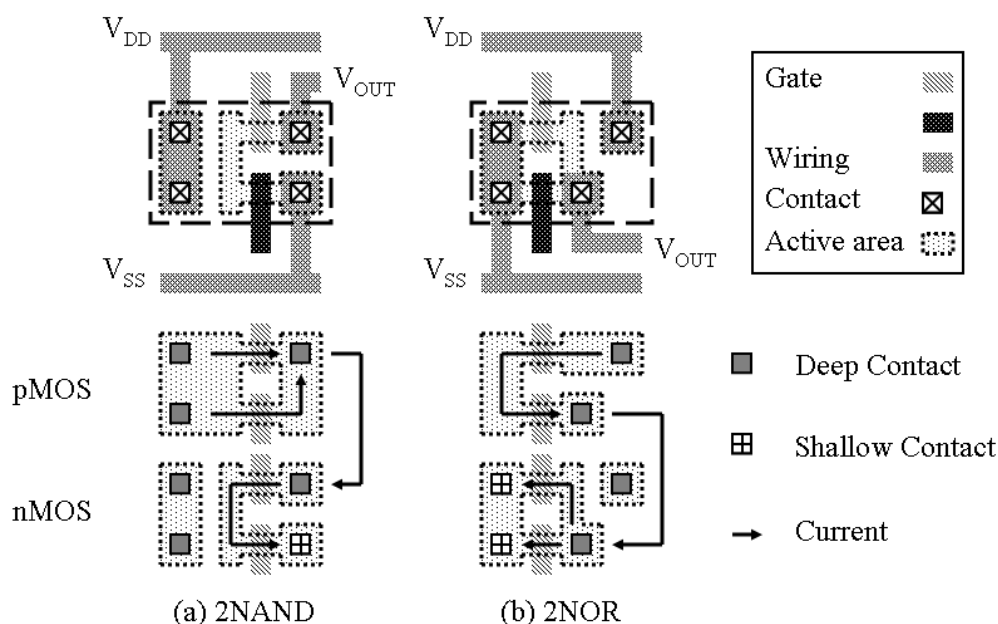 V_DD
V_OUT
V_SS
V_DD
V_OUT
V_SS
Gate
Wiring
Contact
Active area
pMOS
nMOS
Deep Contact
Shallow Contact
Current
(a) 2NAND
(b) 2NOR